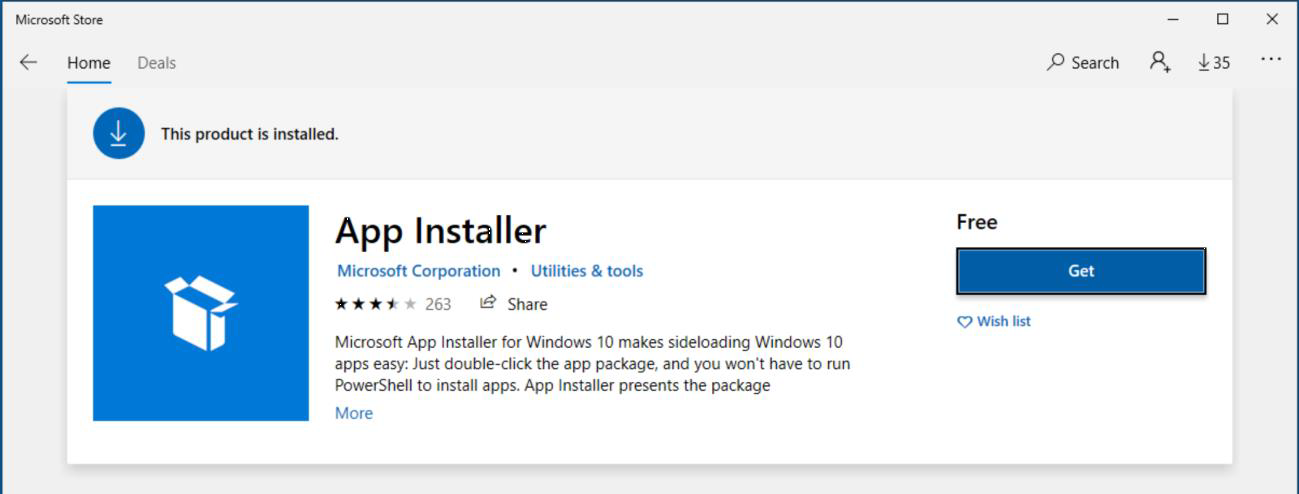 Microsoft Store
Home Deals Search 35
This product is installed.
App Installer
Microsoft Corporation • Utilities & tools
263 Share
Microsoft App Installer for Windows 10 makes sideloading Windows 10
apps easy: Just double-click the app package, and you won't have to run
PowerShell to install apps. App Installer presents the package
More
Free
Get
Wish list